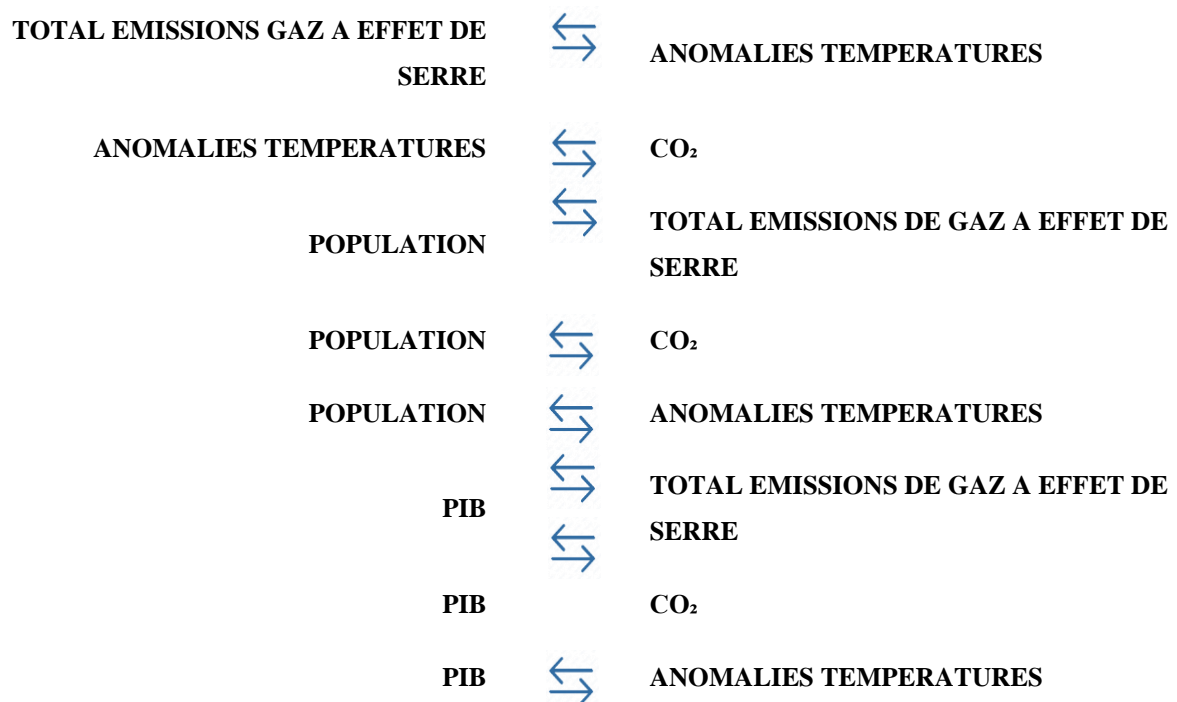 TOTAL EMISSIONS GAZ A EFFET DE
SERRE
ANOMALIES TEMPERATURES
ANOMALIES TEMPERATURES
CO₂
POPULATION
TOTAL EMISSIONS DE GAZ A EFFET DE
SERRE
POPULATION
CO₂
POPULATION
ANOMALIES TEMPERATURES
PIB
TOTAL EMISSIONS DE GAZ A EFFET DE
SERRE
PIB
CO₂
PIB
ANOMALIES TEMPERATURES